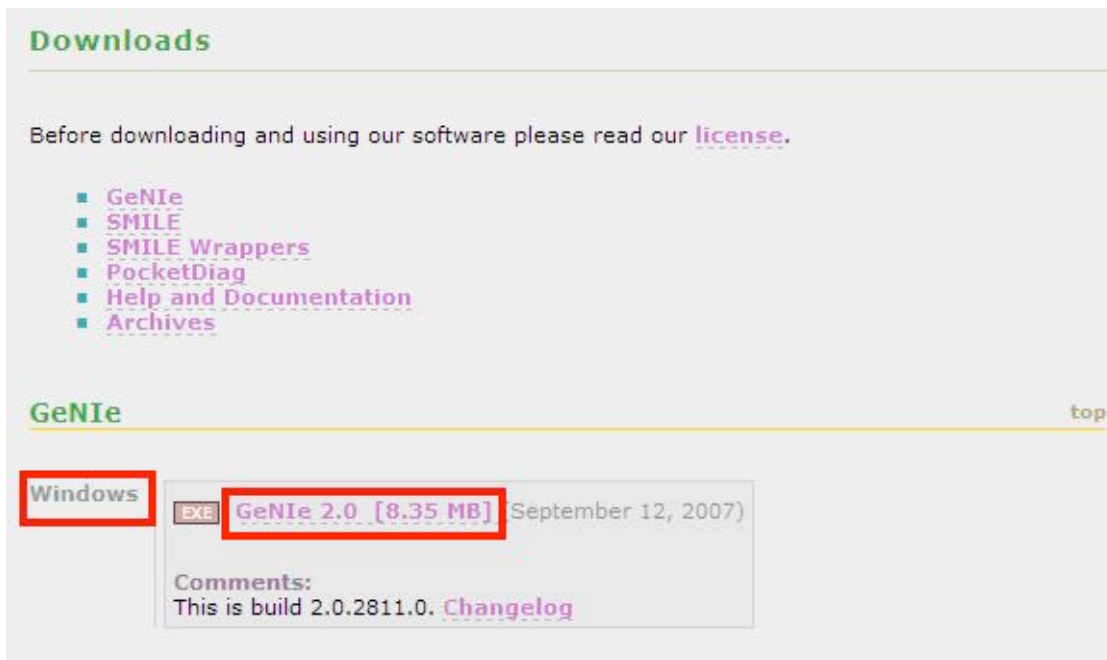 Downloads
Before downloading and using our software please read our license.
GeNIe
SMILE
SMILE Wrappers
PocketDiag
Help and Documentation
Archives
GeNIe top
Windows
EXE GeNIe 2.0 [8.35 MB] (September 12, 2007)
Comments:
This is build 2.0.2811.0. Changelog